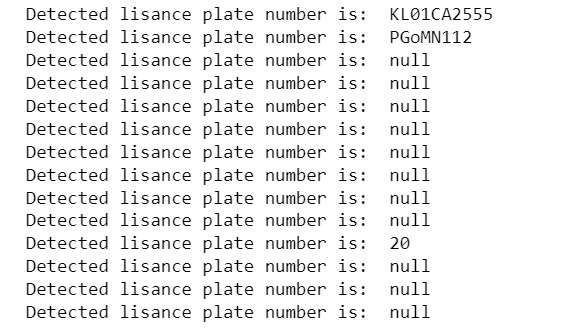 Detected lisance plate number is: KL01CA2555
Detected lisance plate number is: PGoMN112
Detected lisance plate number is: null
Detected lisance plate number is: null
Detected lisance plate number is: null
Detected lisance plate number is: null
Detected lisance plate number is: null
Detected lisance plate number is: null
Detected lisance plate number is: null
Detected lisance plate number is: null
Detected lisance plate number is: 20
Detected lisance plate number is: null
Detected lisance plate number is: null
Detected lisance plate number is: null